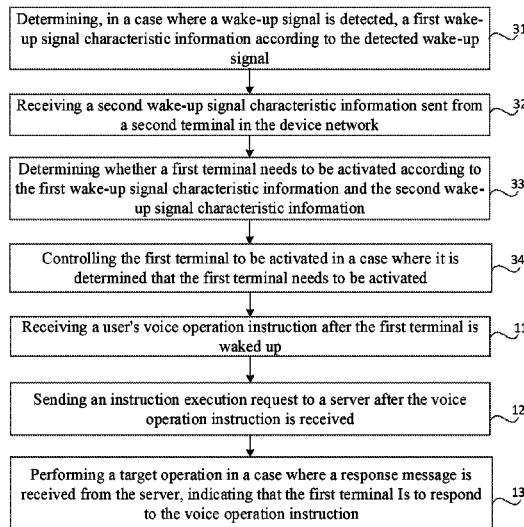 Determining, in a case where a wake-up signal is detected, a first wake-
up signal characteristic information according to the detected wake-up
signal
31
Receiving a second wake-up signal characteristic information sent from
a second terminal in the device network
32
Determining whether a first terminal needs to be activated according to
the first wake-up signal characteristic information and the second wake-
up signal characteristic information
33
Controlling the first terminal to be activated in a case where it is
determined that the first terminal needs to be activated
34
Receiving a user's voice operation instruction after the first terminal is
waked up
11
Sending an instruction execution request to a server after the voice
operation instruction is received
12
Performing a target operation in a case where a response message is
received from the server, indicating that the first terminal Is to respond
to the voice operation instruction
13